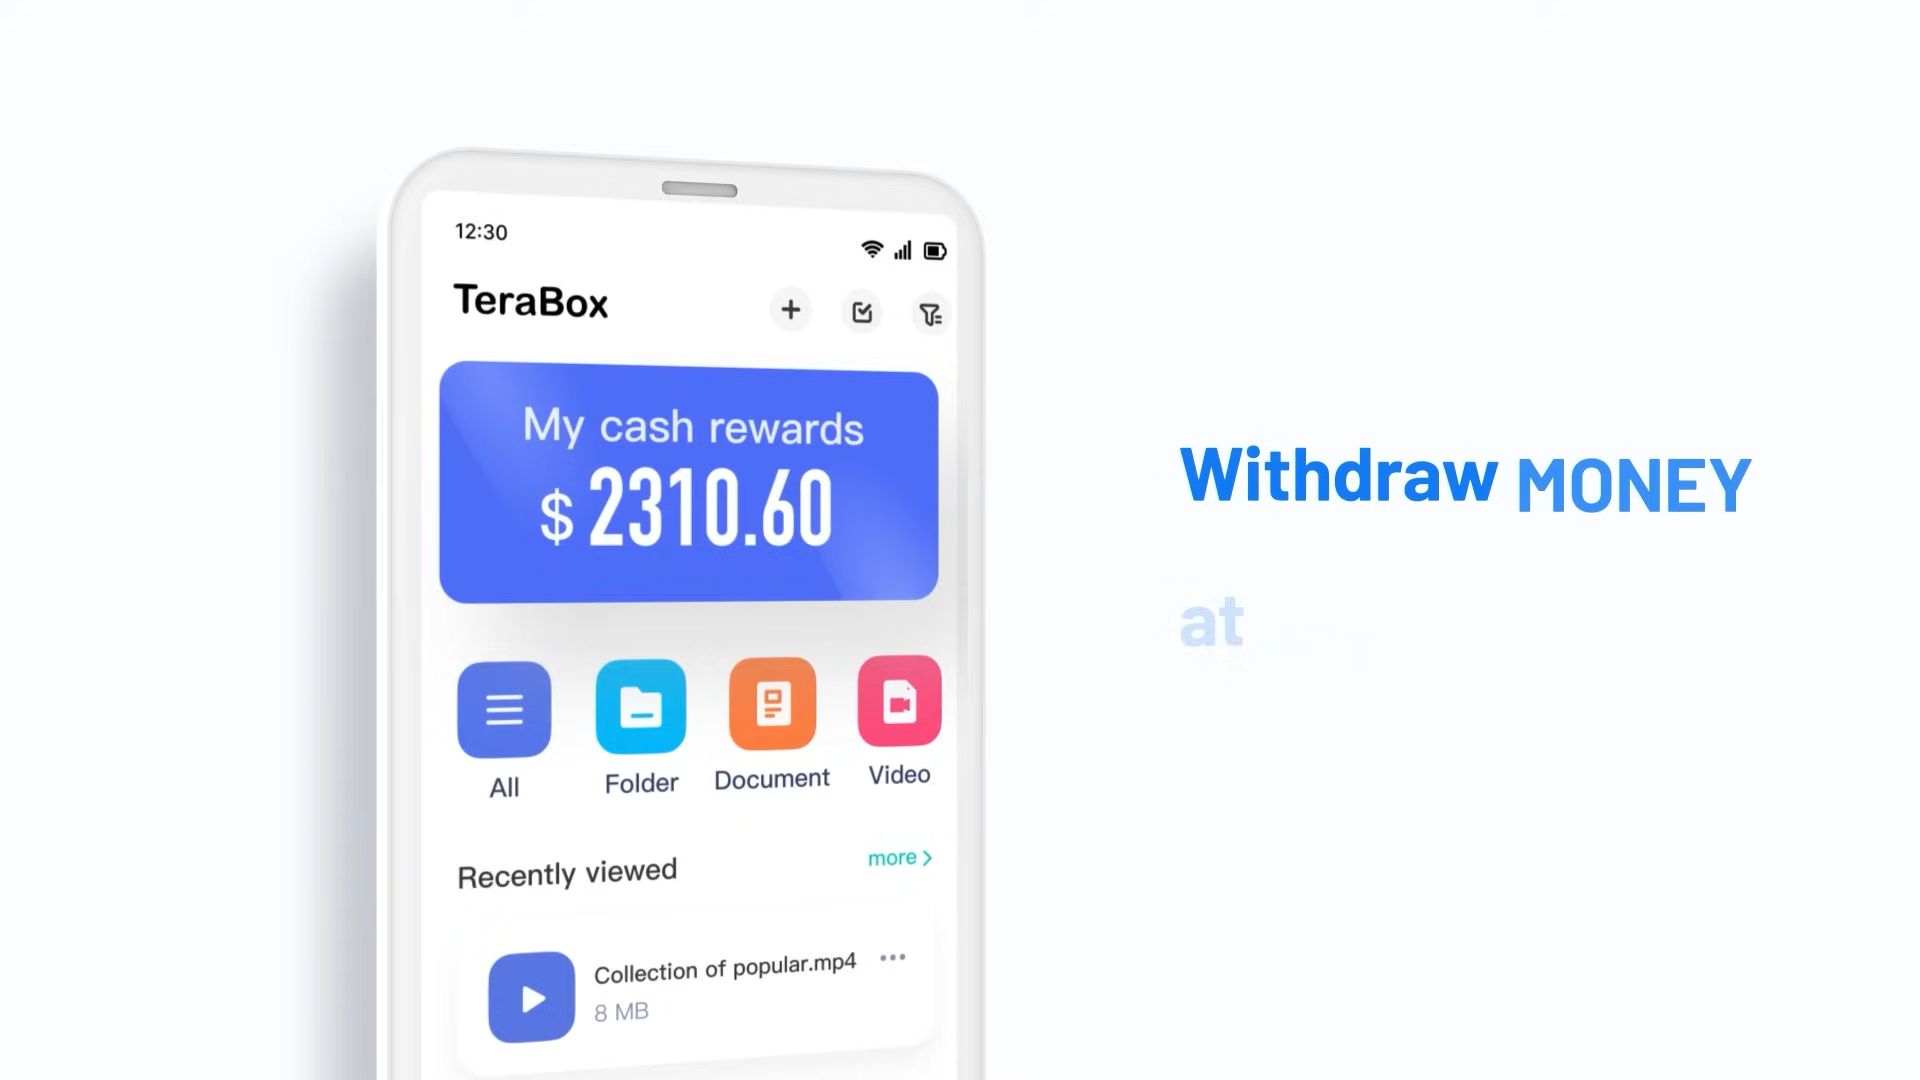 12:30
TeraBox
My cash rewards
$ 2310.60
All
Folder
Document
Video
Recently viewed
more >
Collection of popular.mp4
8 MB
Withdraw MONEY
at